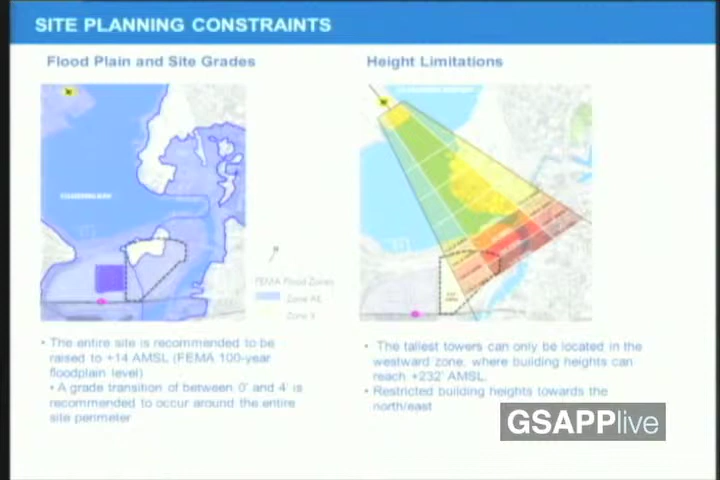 SITE PLANNING CONSTRAINTS
Flood Plain and Site Grades
Height Limitations
FEMA Flood Zones
Zone AE
Zone X
• The entire site is recommended to be
raised to +14 AMSL (FEMA 100-year
floodplain level)
• A grade transition of between 0' and 4' is
recommended to occur around the entire
site perimeter
• The tallest towers can only be located in the
westward zone, where building heights can
reach +232' AMSL.
• Restricted building heights towards the
north/east
GSAPPlive